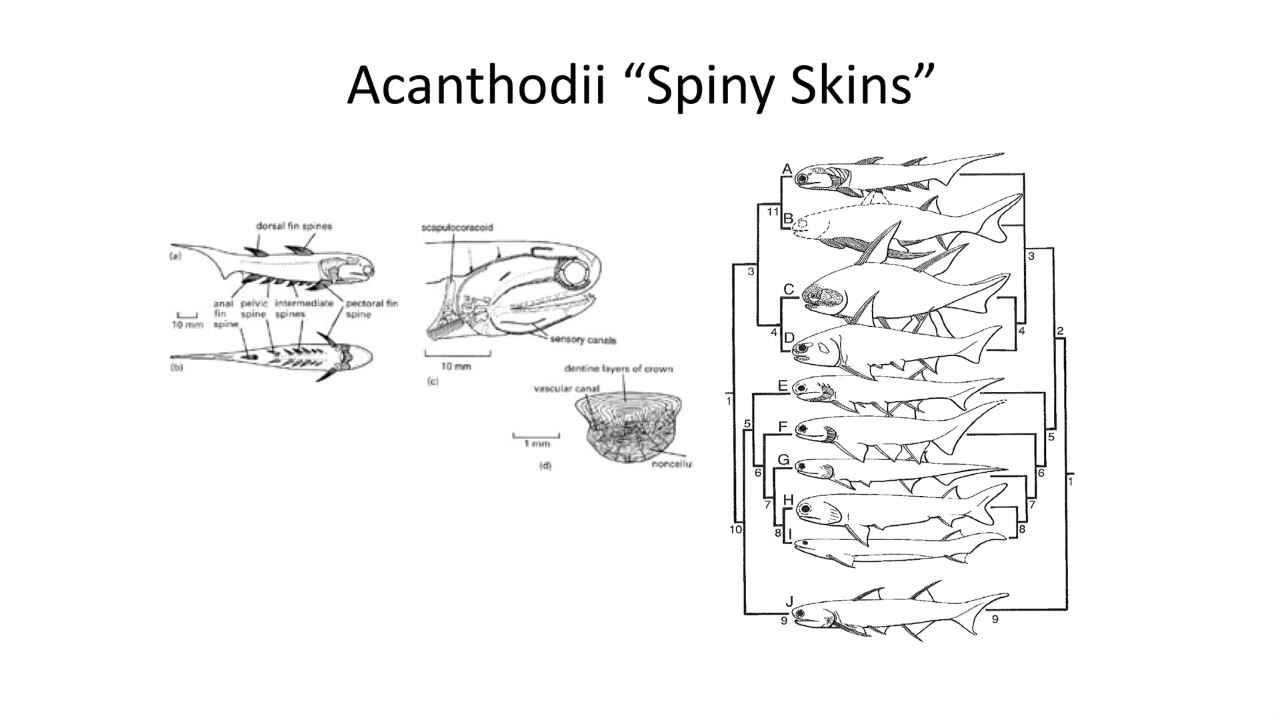 Acanthodii “Spiny Skins”
dorsal fin spines
(a)
anal pelvic intermediate pectoral fin
fin spine spines spine
spine
10 mm
(b)
scapulocoracoid
sensory canals
10 mm
(c)
dentine layers of crown
vascular canal
1 mm
(d)
noncellu
A
B
C
D
E
F
G
H
I
J
11
3
4
1
5
6
7
8
10
9
3
4
2
5
6
1
7
8
9